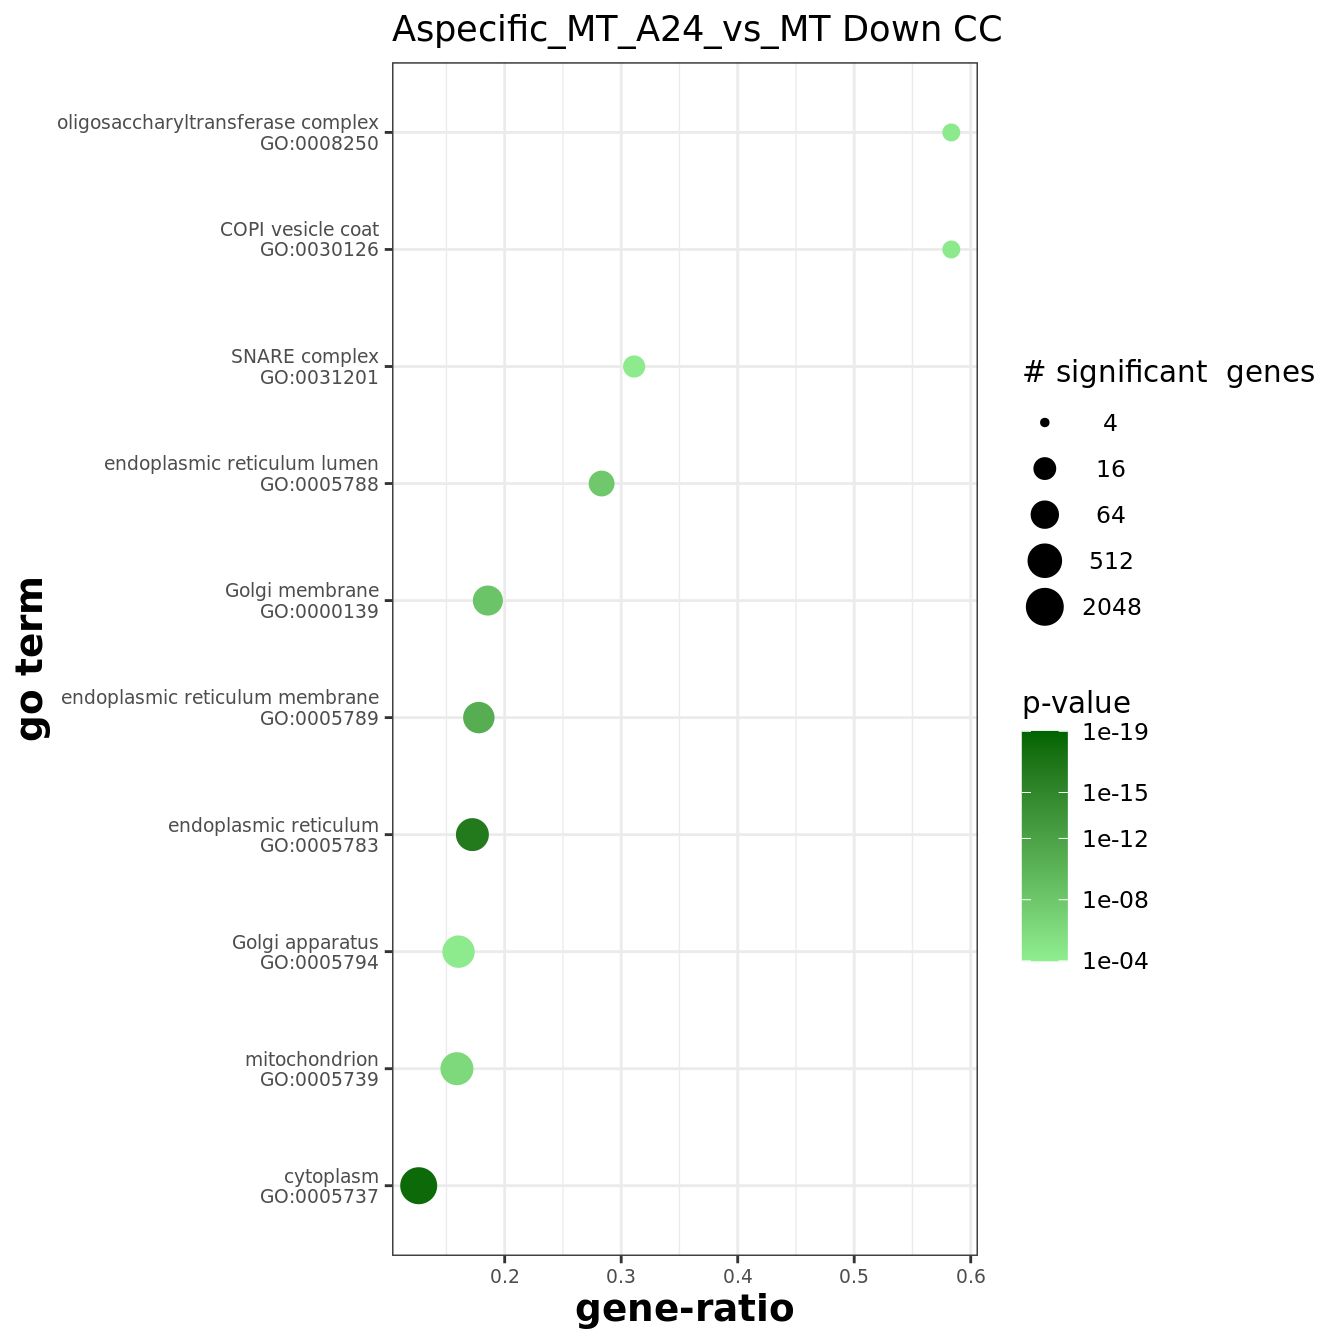 Aspecific_MT_A24_vs_MT Down CC
oligosaccharyltransferase complex
GO:0008250
COPI vesicle coat
GO:0030126
SNARE complex
GO:0031201
endoplasmic reticulum lumen
GO:0005788
Golgi membrane
GO:0000139
endoplasmic reticulum membrane
GO:0005789
endoplasmic reticulum
GO:0005783
Golgi apparatus
GO:0005794
mitochondrion
GO:0005739
cytoplasm
GO:0005737
go term
0.2
0.3
0.4
0.5
0.6
gene-ratio
# significant  genes
4
16
64
512
2048
p-value
1e-19
1e-15
1e-12
1e-08
1e-04